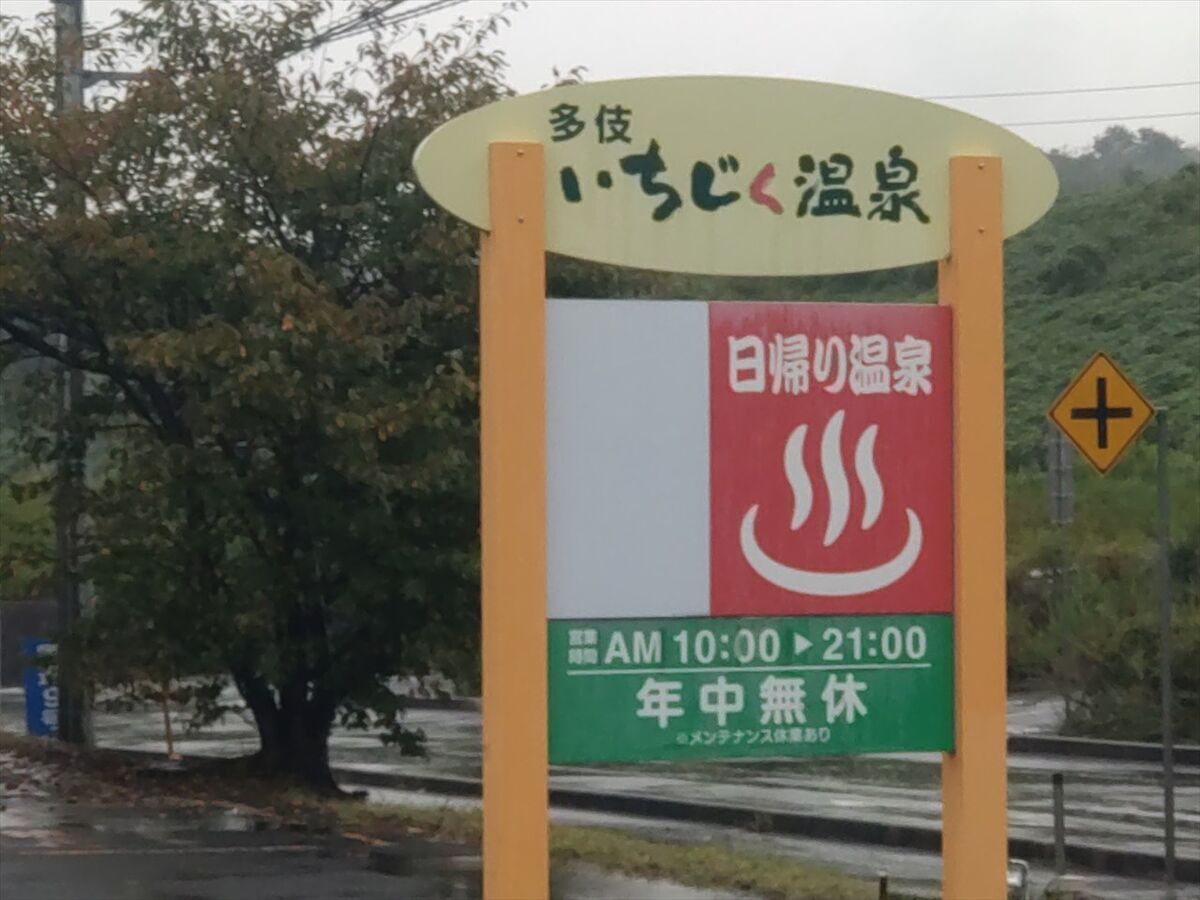 多伎
いちじく温泉
日帰り温泉
営業時間 AM 10:00 ▶ 21:00
年中無休
※メンテナンス休業あり